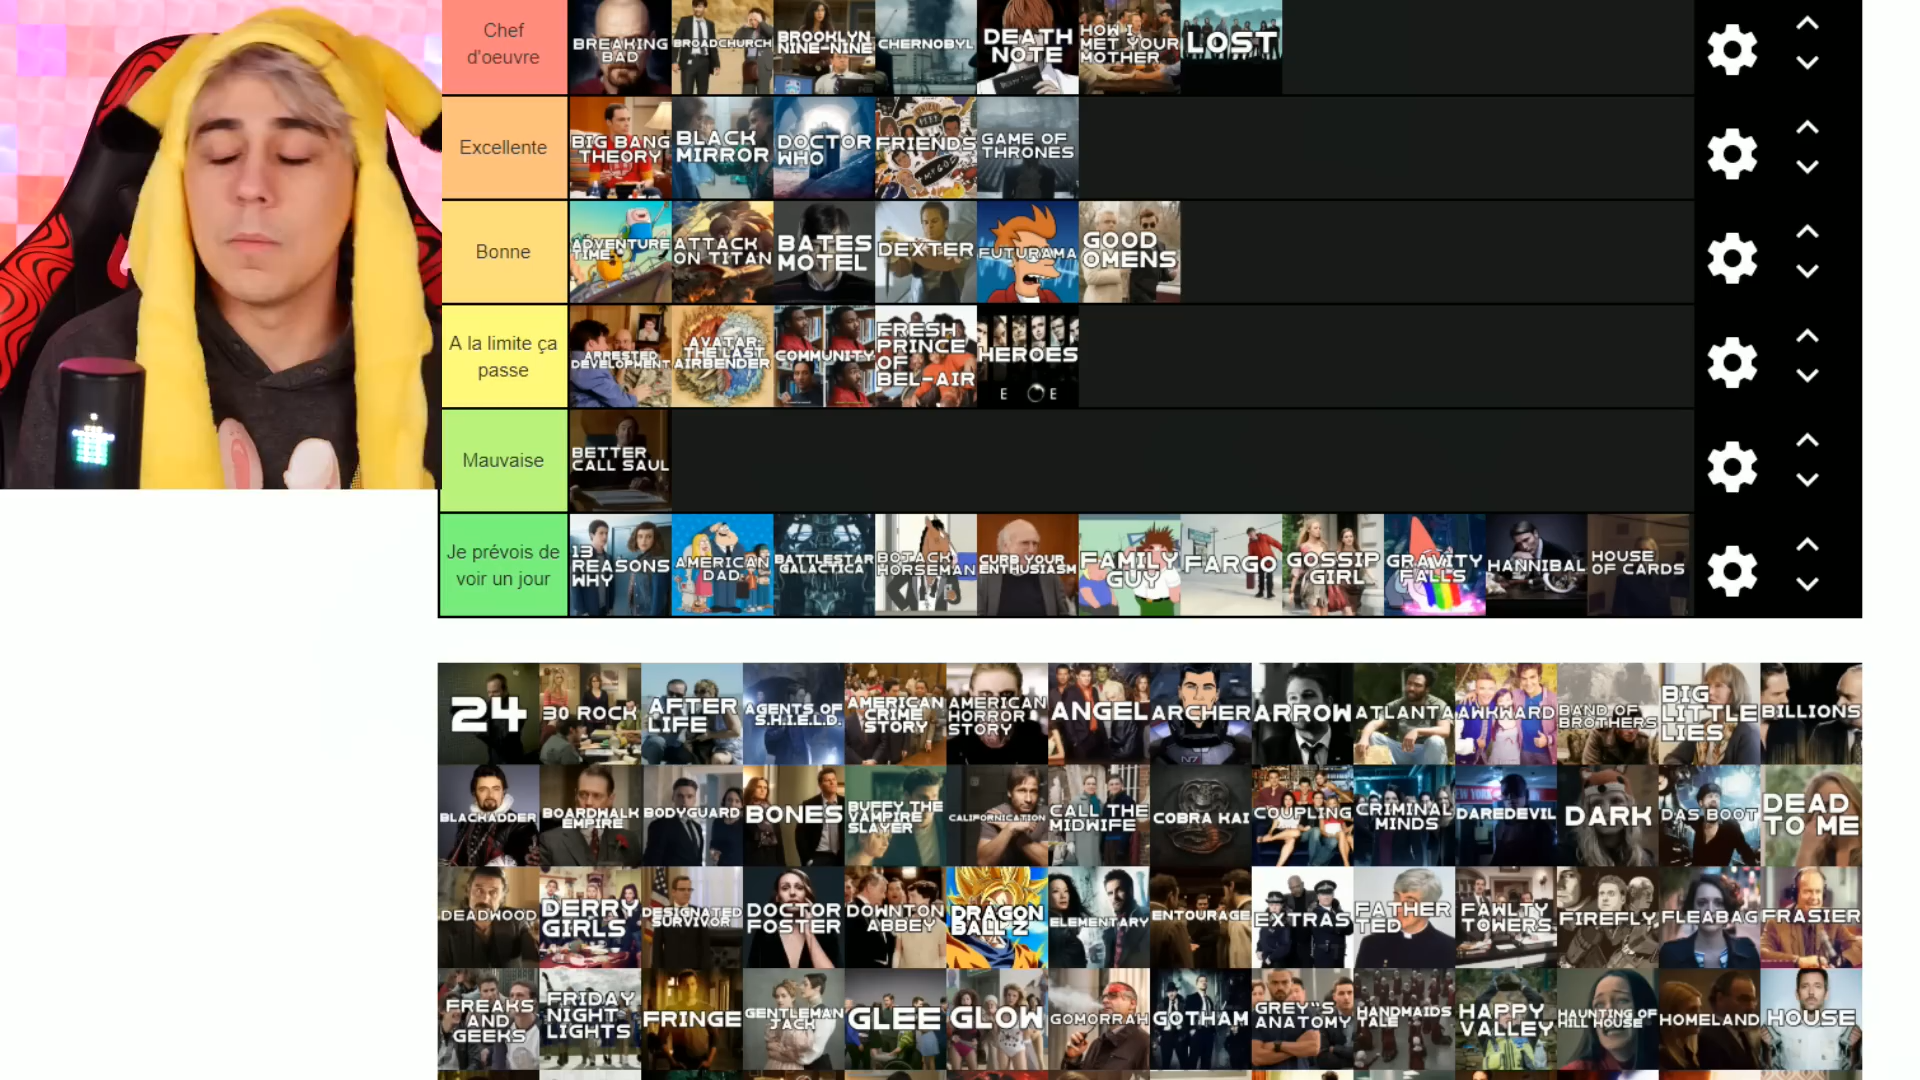 Chef
d'oeuvre
BREAKING
BAD
BROADCHURCH
BROOKLYN
NINE-NINE
CHERNOBYL
DEATH
NOTE
HOW I
MET YOUR
MOTHER
LOST
Excellente
BIG BANG
THEORY
BLACK
MIRROR
DOCTOR
WHO
FRIENDS
GAME OF
THRONES
Bonne
ADVENTURE
TIME
ATTACK
ON TITAN
BATES
MOTEL
DEXTER
FUTURAMA
GOOD
OMENS
A la limite ça
passe
ARRESTED
DEVELOPMENT
AVATAR:
THE LAST
AIRBENDER
COMMUNITY
FRESH
PRINCE
OF
BEL-AIR
HEROES
E E
Mauvaise
BETTER
CALL SAUL
Je prévois de
voir un jour
13
REASONS
WHY
AMERICAN
DAD
BATTLESTAR
GALACTICA
BOJACK
HORSEMAN
CURB YOUR
ENTHUSIASM
FAMILY
GUY
FARGO
GOSSIP
GIRL
GRAVITY
FALLS
HANNIBAL
HOUSE
OF CARDS
24
30 ROCK
AFTER
LIFE
AGENTS OF
S.H.I.E.L.D.
AMERICAN
CRIME
STORY
AMERICAN
HORROR
STORY
ANGEL
ARCHER
N7
ARROW
ATLANTA
AWKWARD
BAND OF
BROTHERS
BIG
LITTLE
LIES
BILLIONS
BLACKADDER
BOARDWALK
EMPIRE
BODYGUARD
BONES
BUFFY THE
VAMPIRE
SLAYER
CALIFORNICATION
CALL THE
MIDWIFE
COBRA KAI
COUPLING
CRIMINAL
MINDS
DAREDEVIL
DARK
DAS BOOT
DEAD
TO ME
DEADWOOD
DERRY
GIRLS
DESIGNATED
SURVIVOR
DOCTOR
FOSTER
DOWNTON
ABBEY
DRAGON
BALL Z
ELEMENTARY
ENTOURAGE
EXTRAS
FATHER
TED
FAWLTY
TOWERS
FIREFLY
FLEABAG
FRASIER
FREAKS
AND
GEEKS
FRIDAY
NIGHT
LIGHTS
FRINGE
GENTLEMAN
JACK
GLEE
GLOW
GOMORRAH
GOTHAM
GREY"S
ANATOMY
HANDMAIDS
TALE
HAPPY
VALLEY
HAUNTING OF
HILL HOUSE
HOMELAND
HOUSE